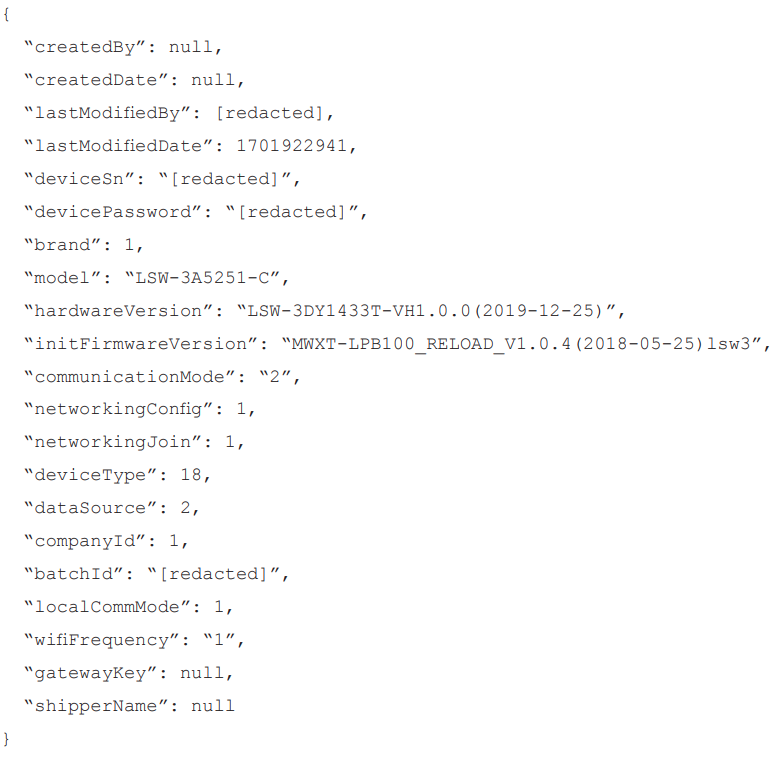 {
“createdBy”: null,
“createdDate”: null,
“lastModifiedBy”: [redacted],
“lastModifiedDate”: 1701922941,
“deviceSn”: “[redacted]”,
“devicePassword”: “[redacted]”,
“brand”: 1,
“model”: “LSW-3A5251-C”,
“hardwareVersion”: “LSW-3DY1433T-VH1.0.0(2019-12-25)”,
“initFirmwareVersion”: “MWXT-LPB100_RELOAD_V1.0.4(2018-05-25)lsw3”,
“communicationMode”: “2”,
“networkingConfig”: 1,
“networkingJoin”: 1,
“deviceType”: 18,
“dataSource”: 2,
“companyId”: 1,
“batchId”: “[redacted]”,
“localCommMode”: 1,
“wifiFrequency”: “1”,
“gatewayKey”: null,
“shipperName”: null
}